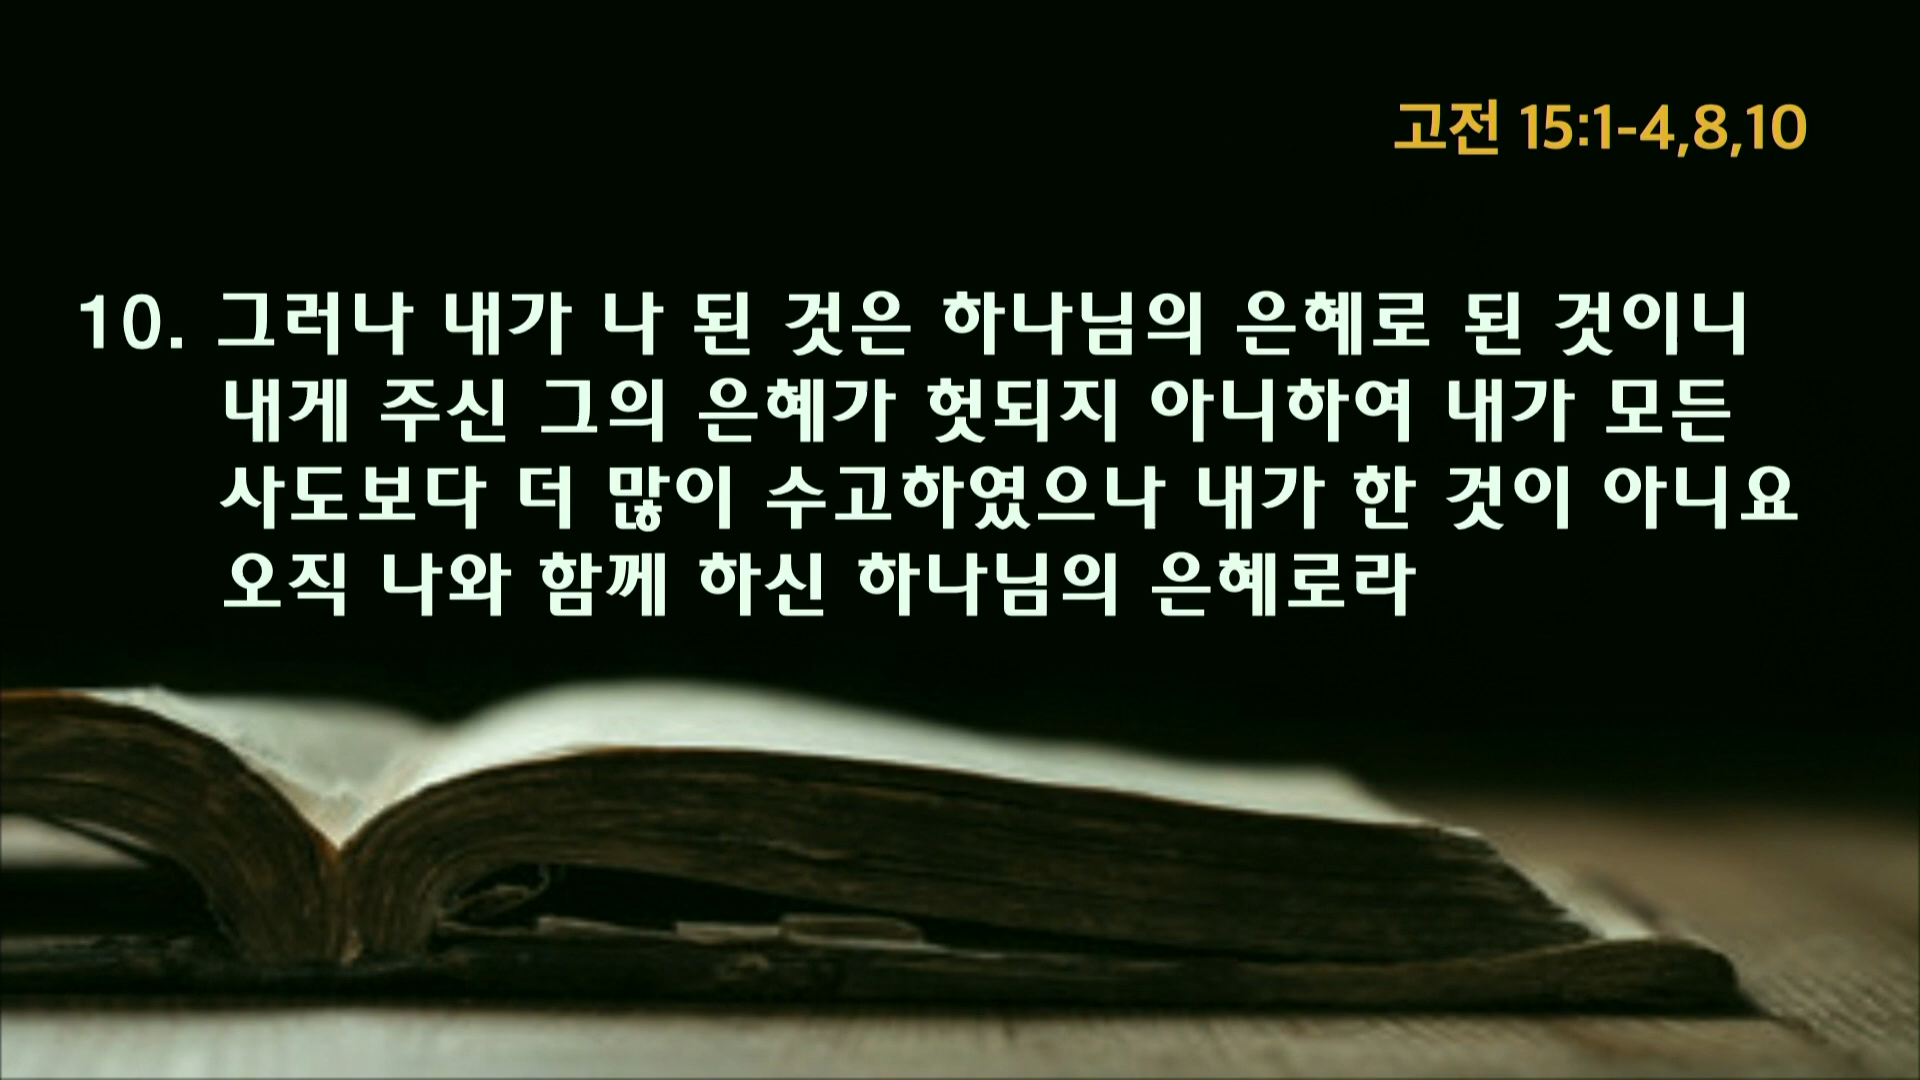 고전 15:1-4,8,10
10. 그러나 내가 나 된 것은 하나님의 은혜로 된 것이니
내게 주신 그의 은혜가 헛되지 아니하여 내가 모든
사도보다 더 많이 수고하였으나 내가 한 것이 아니요
오직 나와 함께 하신 하나님의 은혜로라